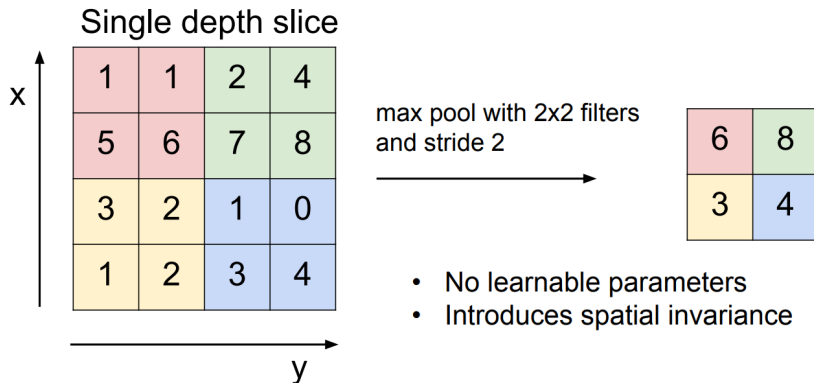 Single depth slice
x
1 1 2 4
5 6 7 8
3 2 1 0
1 2 3 4
y
max pool with 2x2 filters
and stride 2
6 8
3 4
• No learnable parameters
• Introduces spatial invariance